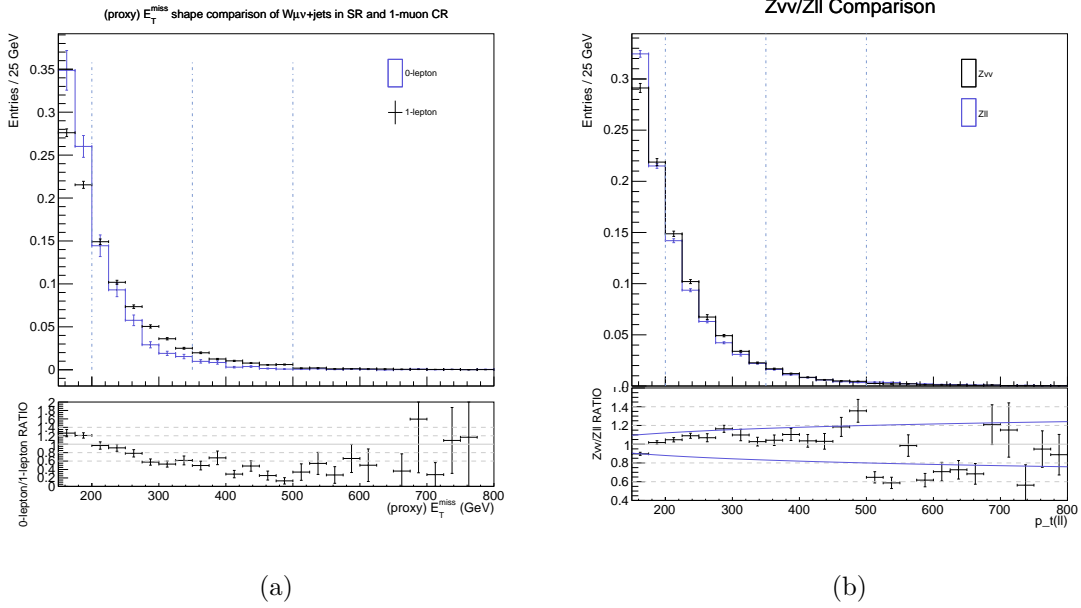 (proxy) E_T^miss shape comparison of Wμν+jets in SR and 1-muon CR
Entries / 25 GeV
0.35
0.3
0.25
0.2
0.15
0.1
0.05
0
0-lepton
1-lepton
0-lepton/1-lepton RATIO
2
1.8
1.6
1.4
1.2
1
0.8
0.6
0.4
0.2
0
200 300 400 500 600 700 800
(proxy) E_T^miss (GeV)
(a)
Zvv/Zll Comparison
Entries / 25 GeV
0.3
0.25
0.2
0.15
0.1
0.05
0
Zvv
Zll
Zvv/Zll RATIO
1.4
1.2
1
0.8
0.6
0.4
200 300 400 500 600 700 800
p_t(ll)
(b)